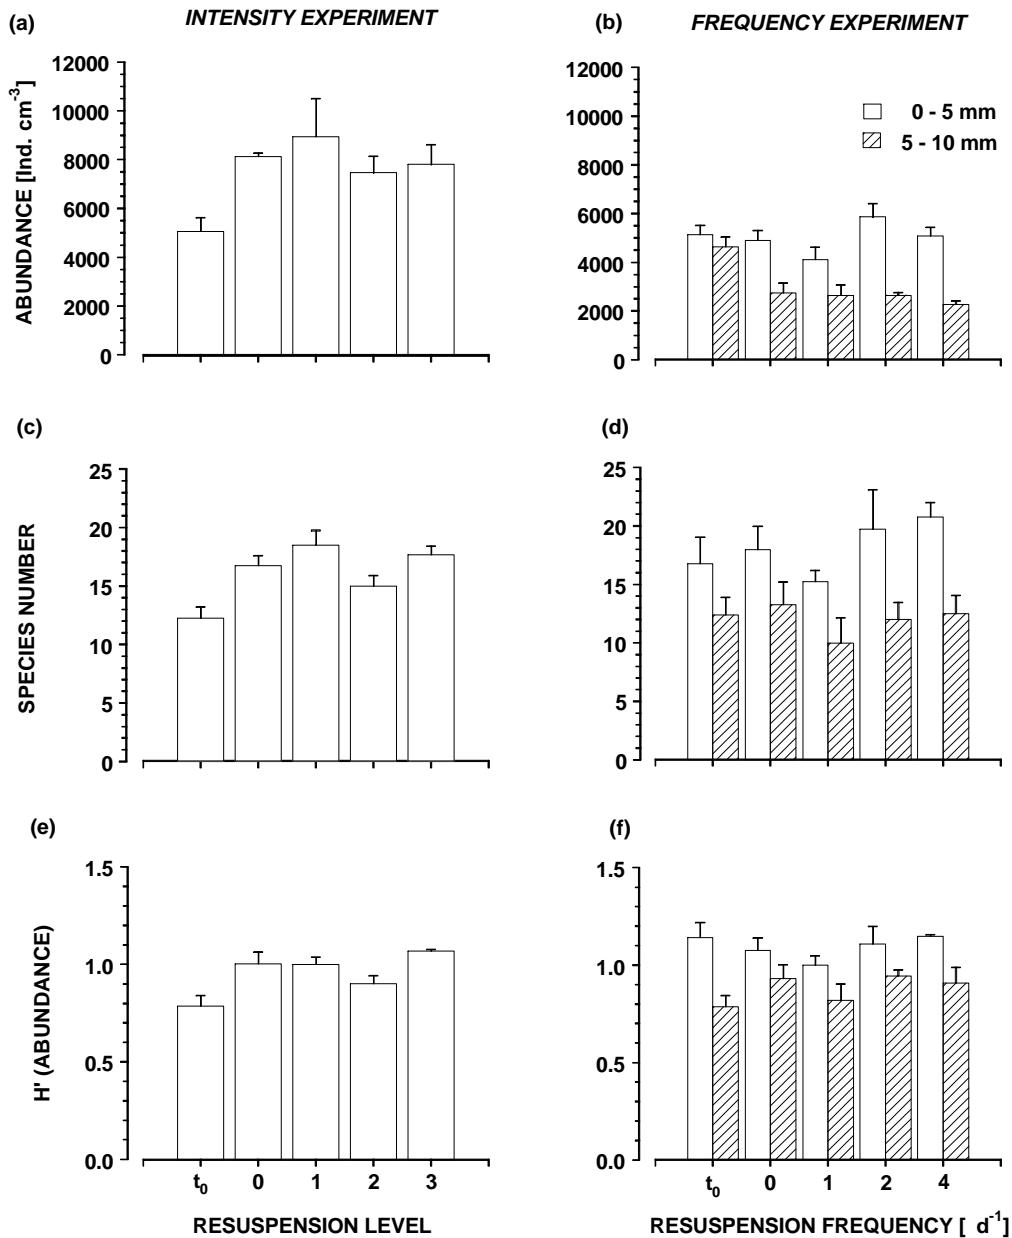 (a) INTENSITY EXPERIMENT
(b) FREQUENCY EXPERIMENT
ABUNDANCE [Ind. cm-3]
12000
10000
8000
6000
4000
2000
0
12000
10000
8000
6000
4000
2000
0
0 - 5 mm
5 - 10 mm
(c)
(d)
SPECIES NUMBER
25
20
15
10
5
0
25
20
15
10
5
0
(e)
(f)
H' (ABUNDANCE)
1.5
1.0
0.5
0.0
1.5
1.0
0.5
0.0
t0 0 1 2 3
t0 0 1 2 4
RESUSPENSION LEVEL
RESUSPENSION FREQUENCY [ d-1]